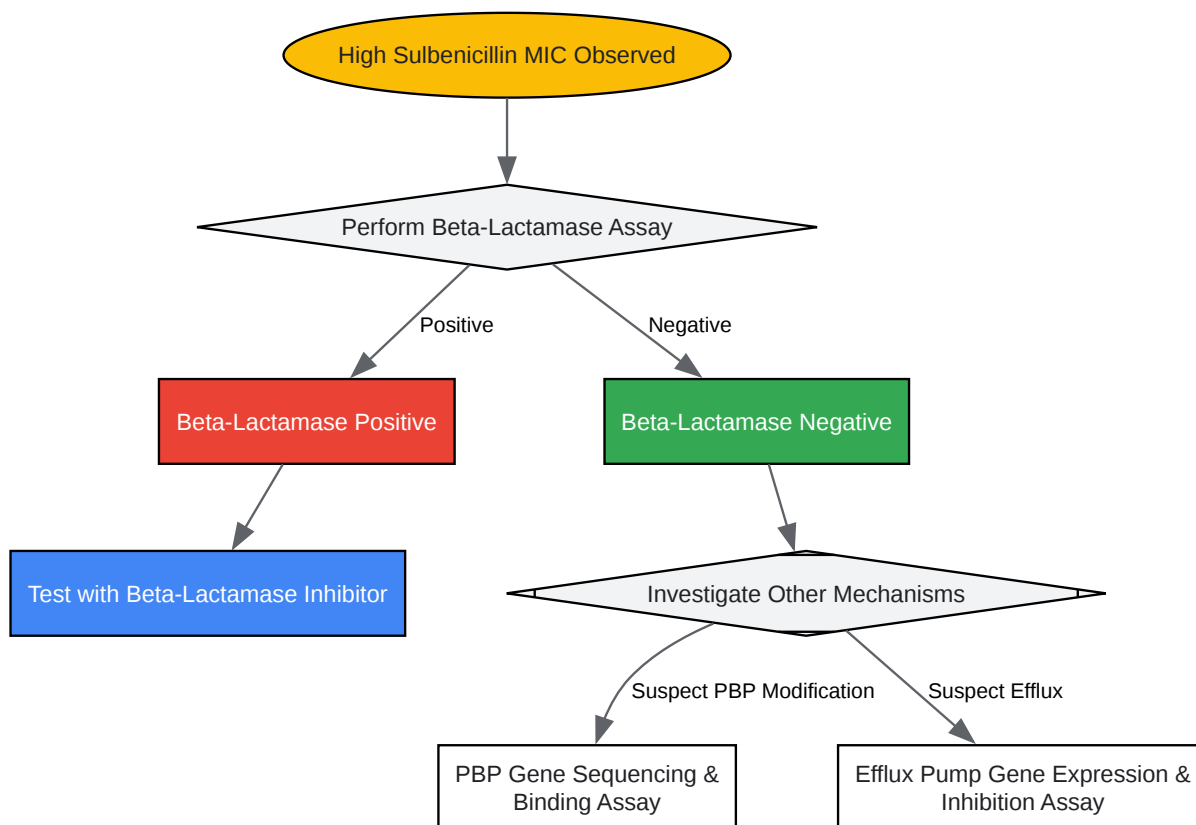 High Sulbenicillin MIC Observed
Perform Beta-Lactamase Assay
Positive
Negative
Beta-Lactamase Positive
Beta-Lactamase Negative
Test with Beta-Lactamase Inhibitor
Investigate Other Mechanisms
Suspect PBP Modification
Suspect Efflux
PBP Gene Sequencing &
Binding Assay
Efflux Pump Gene Expression &
Inhibition Assay